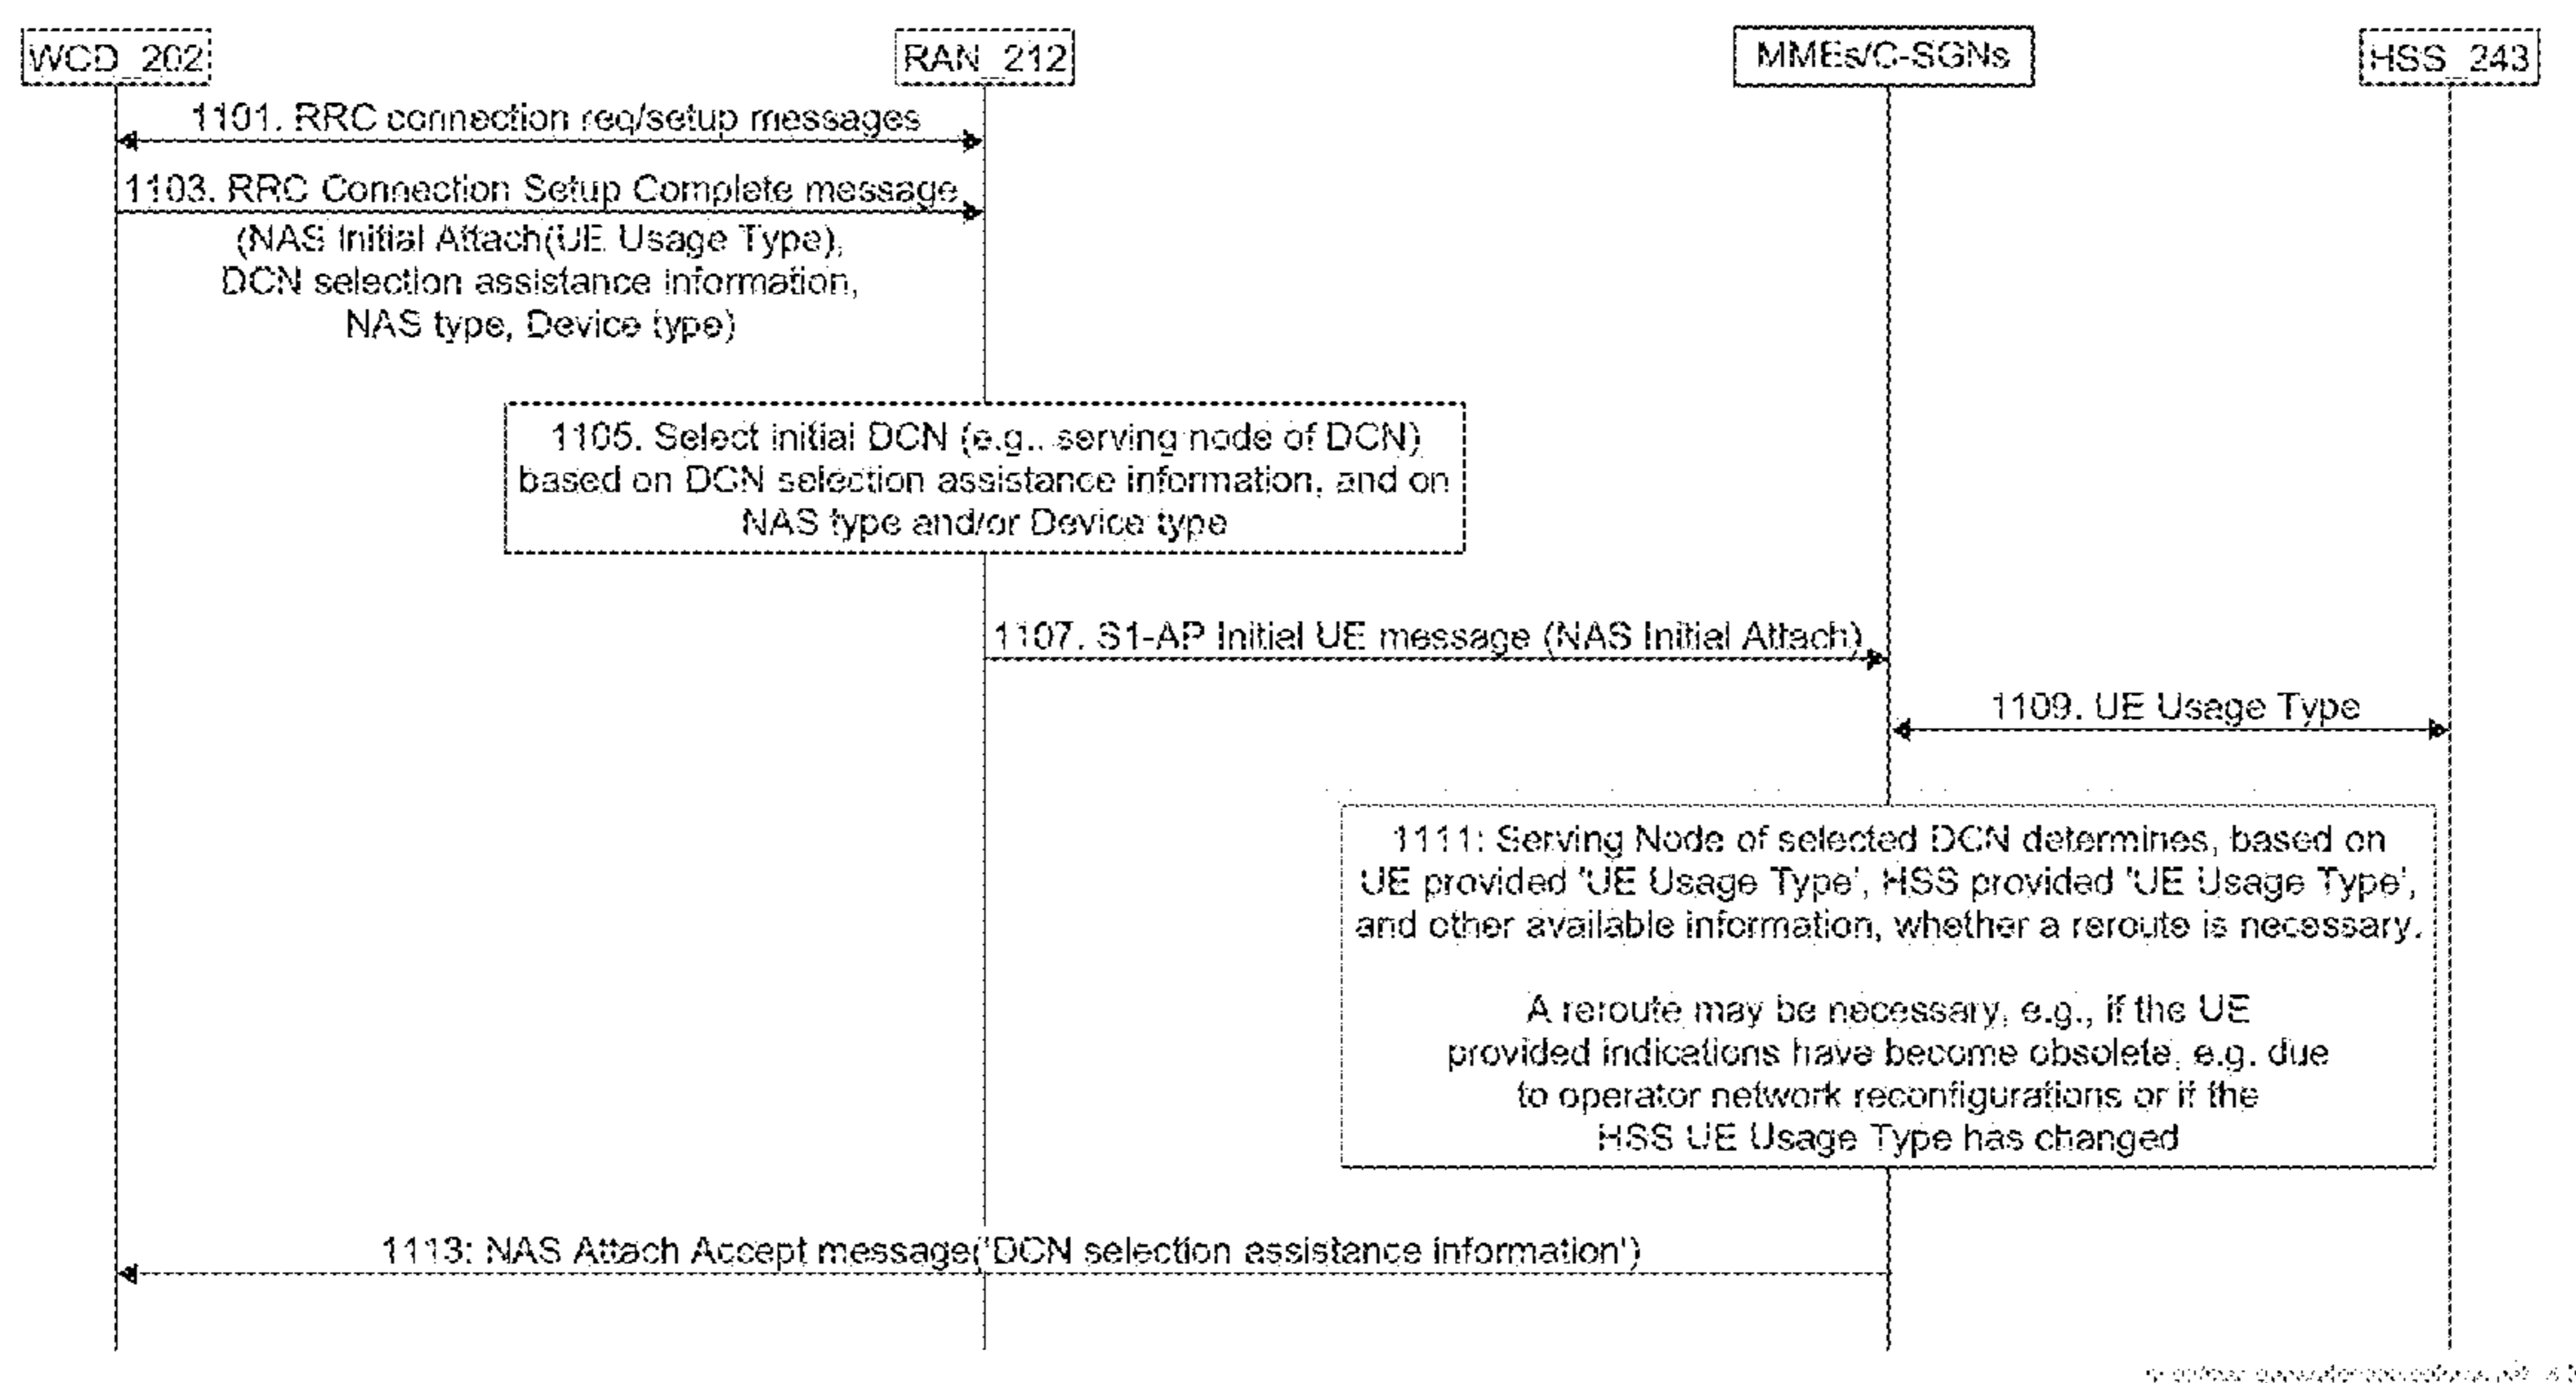 WCD_202
RAN_212
MMEs/C-SGNs
HSS_243
1101. RRC connection req/setup messages
1103. RRC Connection Setup Complete message
(NAS Initial Attach(UE Usage Type),
DCN selection assistance information,
NAS type, Device type)
1105. Select initial DCN (e.g., serving node of DCN)
based on DCN selection assistance information, and on
NAS type and/or Device type
1107. S1-AP Initial UE message (NAS Initial Attach)
1109. UE Usage Type
1111: Serving Node of selected DCN determines, based on
UE provided 'UE Usage Type', HSS provided 'UE Usage Type',
and other available information, whether a reroute is necessary.
A reroute may be necessary, e.g., if the UE
provided indications have become obsolete, e.g. due
to operator network reconfigurations or if the
HSS UE Usage Type has changed
1113: NAS Attach Accept message('DCN selection assistance information')